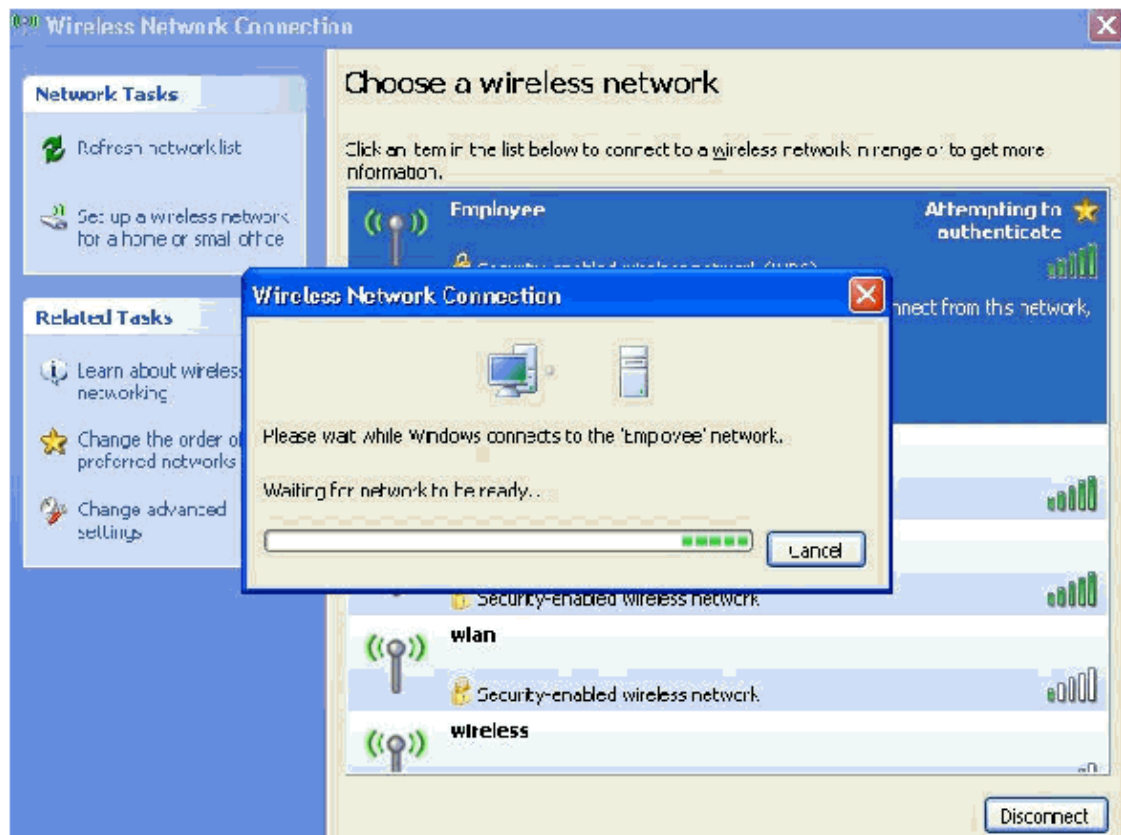 Wireless Network Connection
Network Tasks
Refresh network list
Set up a wireless network
for a home or small office
Related Tasks
Learn about wireless
networking
Change the order of
preferred networks
Change advanced
settings
Choose a wireless network
Click an item in the list below to connect to a wireless network in range or to get more
information.
Employee
Attempting to
authenticate
Security-enabled wireless network
nnect from this network,
Wireless Network Connection
Please wait while Windows connects to the 'Employee' network.
Waiting for network to be ready..
Cancel
Security-enabled wireless network
wlan
Security-enabled wireless network
wireless
Disconnect